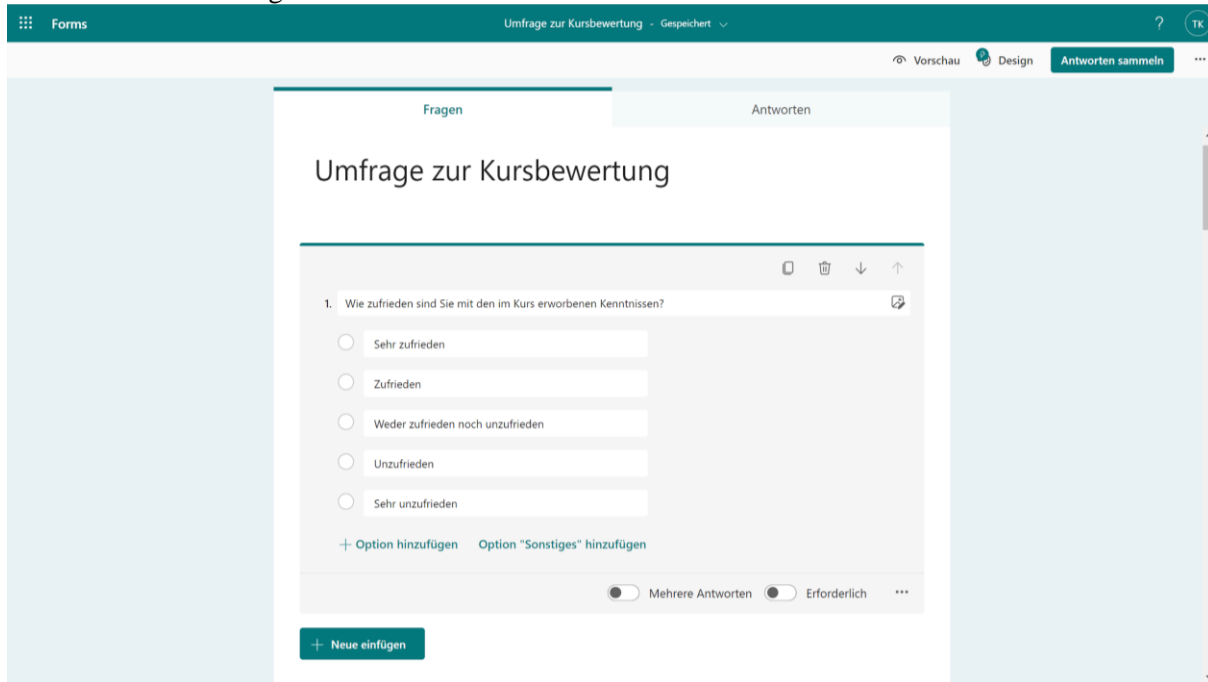 Forms
Umfrage zur Kursbewertung - Gespeichert
? TK
Vorschau Design Antworten sammeln ...
Fragen Antworten
Umfrage zur Kursbewertung
1. Wie zufrieden sind Sie mit den im Kurs erworbenen Kenntnissen?
Sehr zufrieden
Zufrieden
Weder zufrieden noch unzufrieden
Unzufrieden
Sehr unzufrieden
+ Option hinzufügen Option "Sonstiges" hinzufügen
Mehrere Antworten Erforderlich ...
+ Neue einfügen